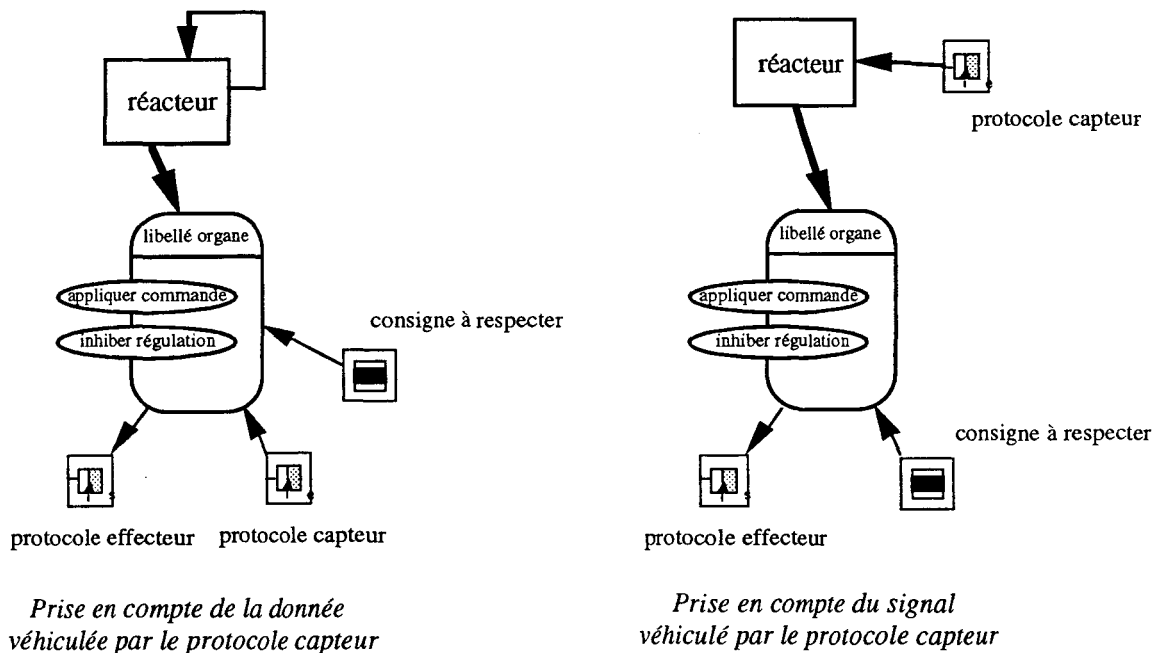 réacteur
libellé organe
appliquer commande
inhiber régulation
consigne à respecter
s
e
protocole effecteur
protocole capteur
Prise en compte de la donnée
véhiculée par le protocole capteur
réacteur
e
protocole capteur
libellé organe
appliquer commande
inhiber régulation
consigne à respecter
s
protocole effecteur
Prise en compte du signal
véhiculé par le protocole capteur